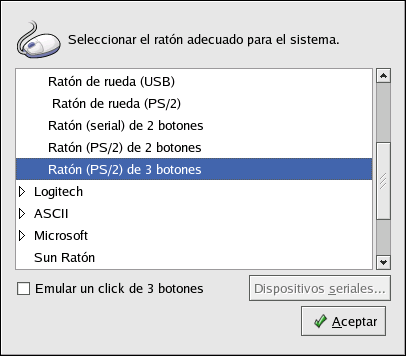 Seleccionar el ratón adecuado para el sistema.
Ratón de rueda (USB)
Ratón de rueda (PS/2)
Ratón (serial) de 2 botones
Ratón (PS/2) de 2 botones
Ratón (PS/2) de 3 botones
Logitech
ASCII
Microsoft
Sun Ratón
Emular un click de 3 botones
Dispositivos seriales...
Aceptar